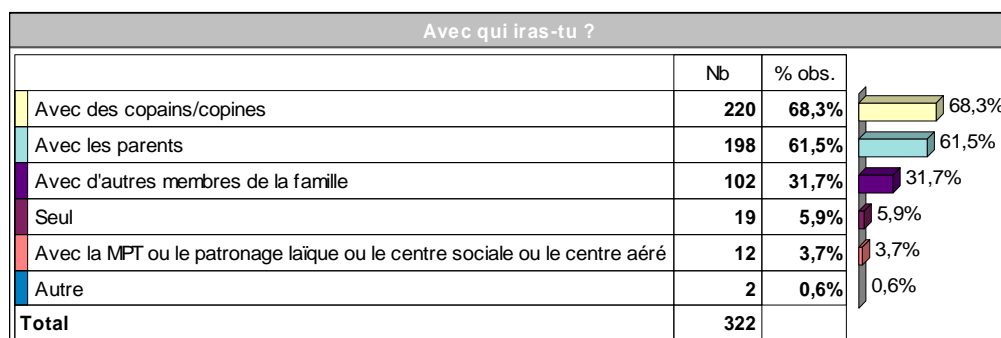 Avec qui iras-tu ?
Nb % obs.
Avec des copains/copines 220 68,3% 68,3%
Avec les parents 198 61,5% 61,5%
Avec d'autres membres de la famille 102 31,7% 31,7%
Seul 19 5,9% 5,9%
Avec la MPT ou le patronage laïque ou le centre sociale ou le centre aéré 12 3,7% 3,7%
Autre 2 0,6% 0,6%
Total 322